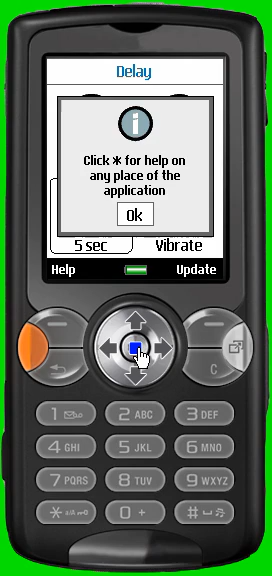 Delay
i
Click * for help on
any place of the
application
Ok
5 sec Vibrate
Help Update
C
1 2 ABC 3 DEF
4 GHI 5 JKL 6 MNO
7 PQRS 8 TUV 9 WXYZ
* a/A 0 + #